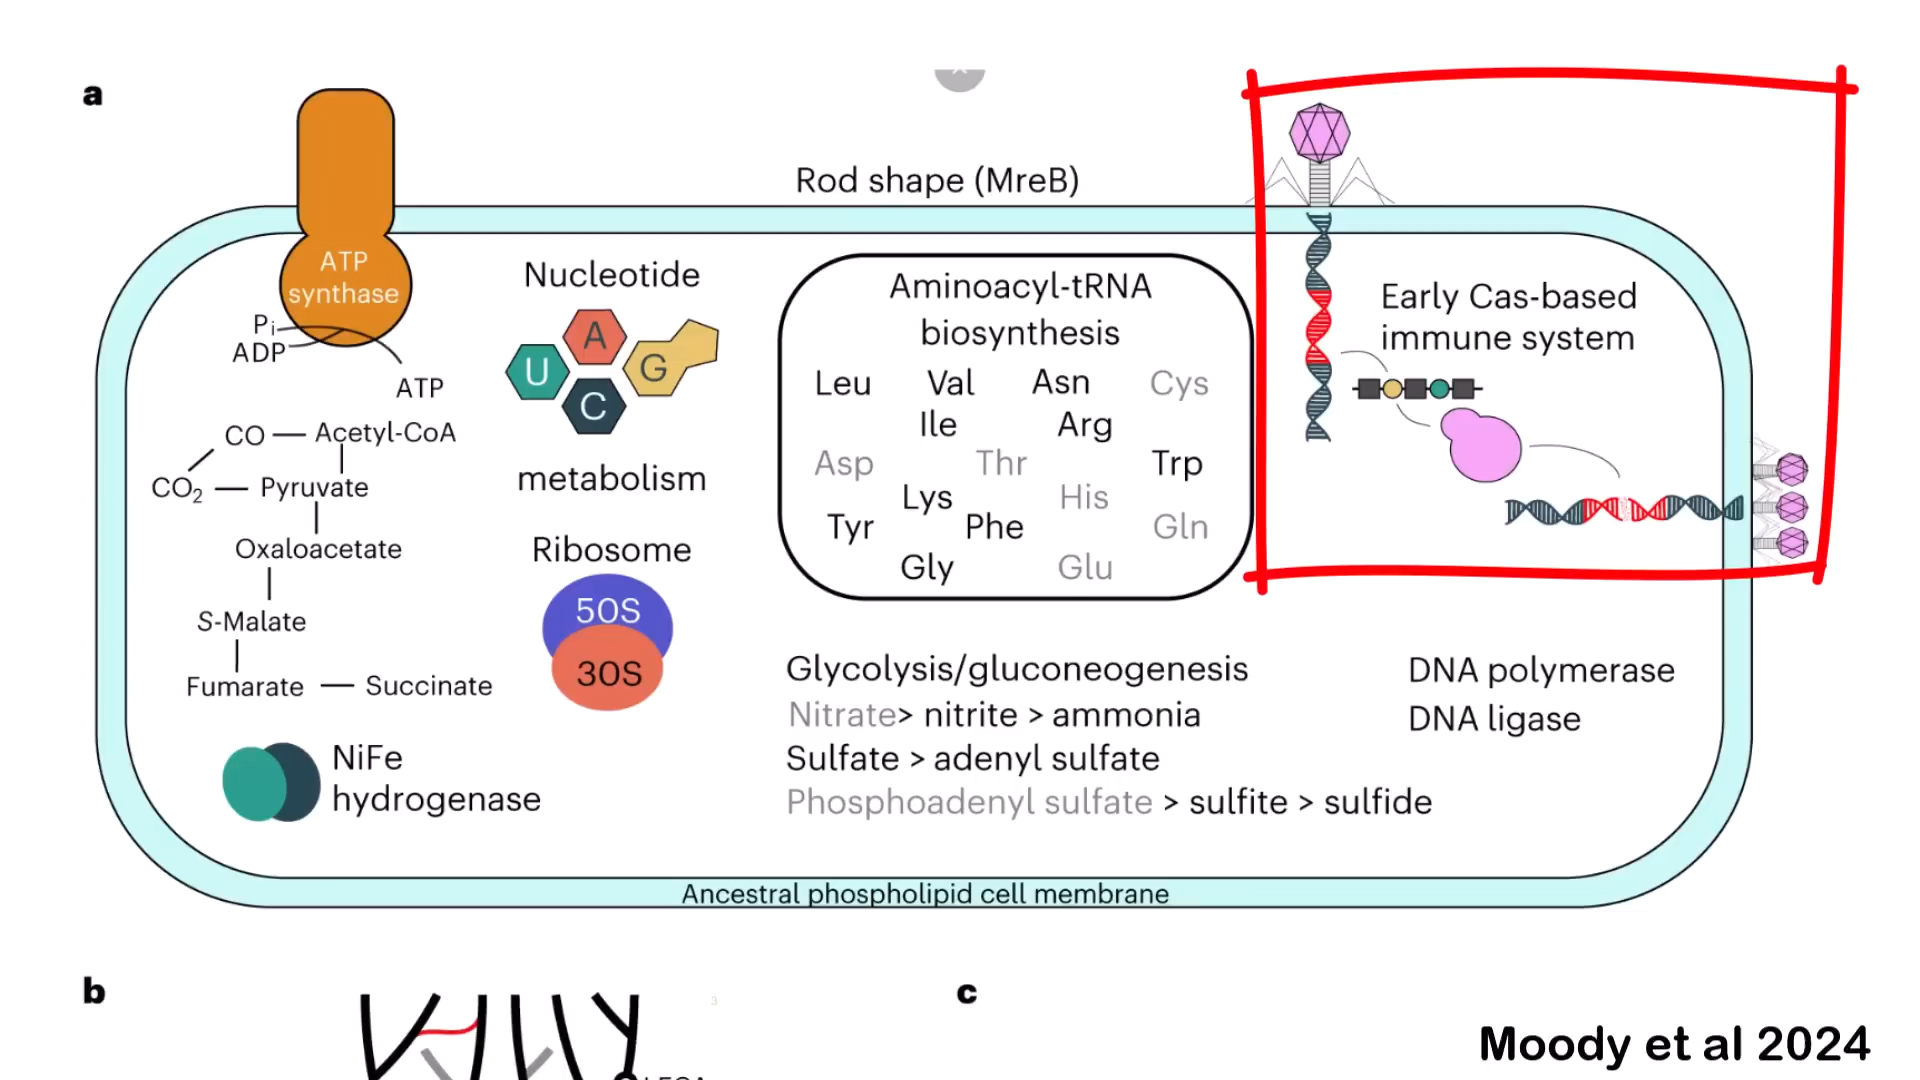 a
Rod shape (MreB)
ATP
synthase
Pi
ADP
ATP
CO — Acetyl-CoA
CO2 — Pyruvate
Oxaloacetate
S-Malate
Fumarate — Succinate
NiFe
hydrogenase
Nucleotide
A
U
G
C
metabolism
Ribosome
50S
30S
Aminoacyl-tRNA
biosynthesis
Leu Val Asn Cys
Ile Arg
Asp Thr Trp
Lys His
Tyr Phe Gln
Gly Glu
Early Cas-based
immune system
Glycolysis/gluconeogenesis
Nitrate> nitrite > ammonia
Sulfate > adenyl sulfate
Phosphoadenyl sulfate > sulfite > sulfide
DNA polymerase
DNA ligase
Ancestral phospholipid cell membrane
b
3
c
Moody et al 2024